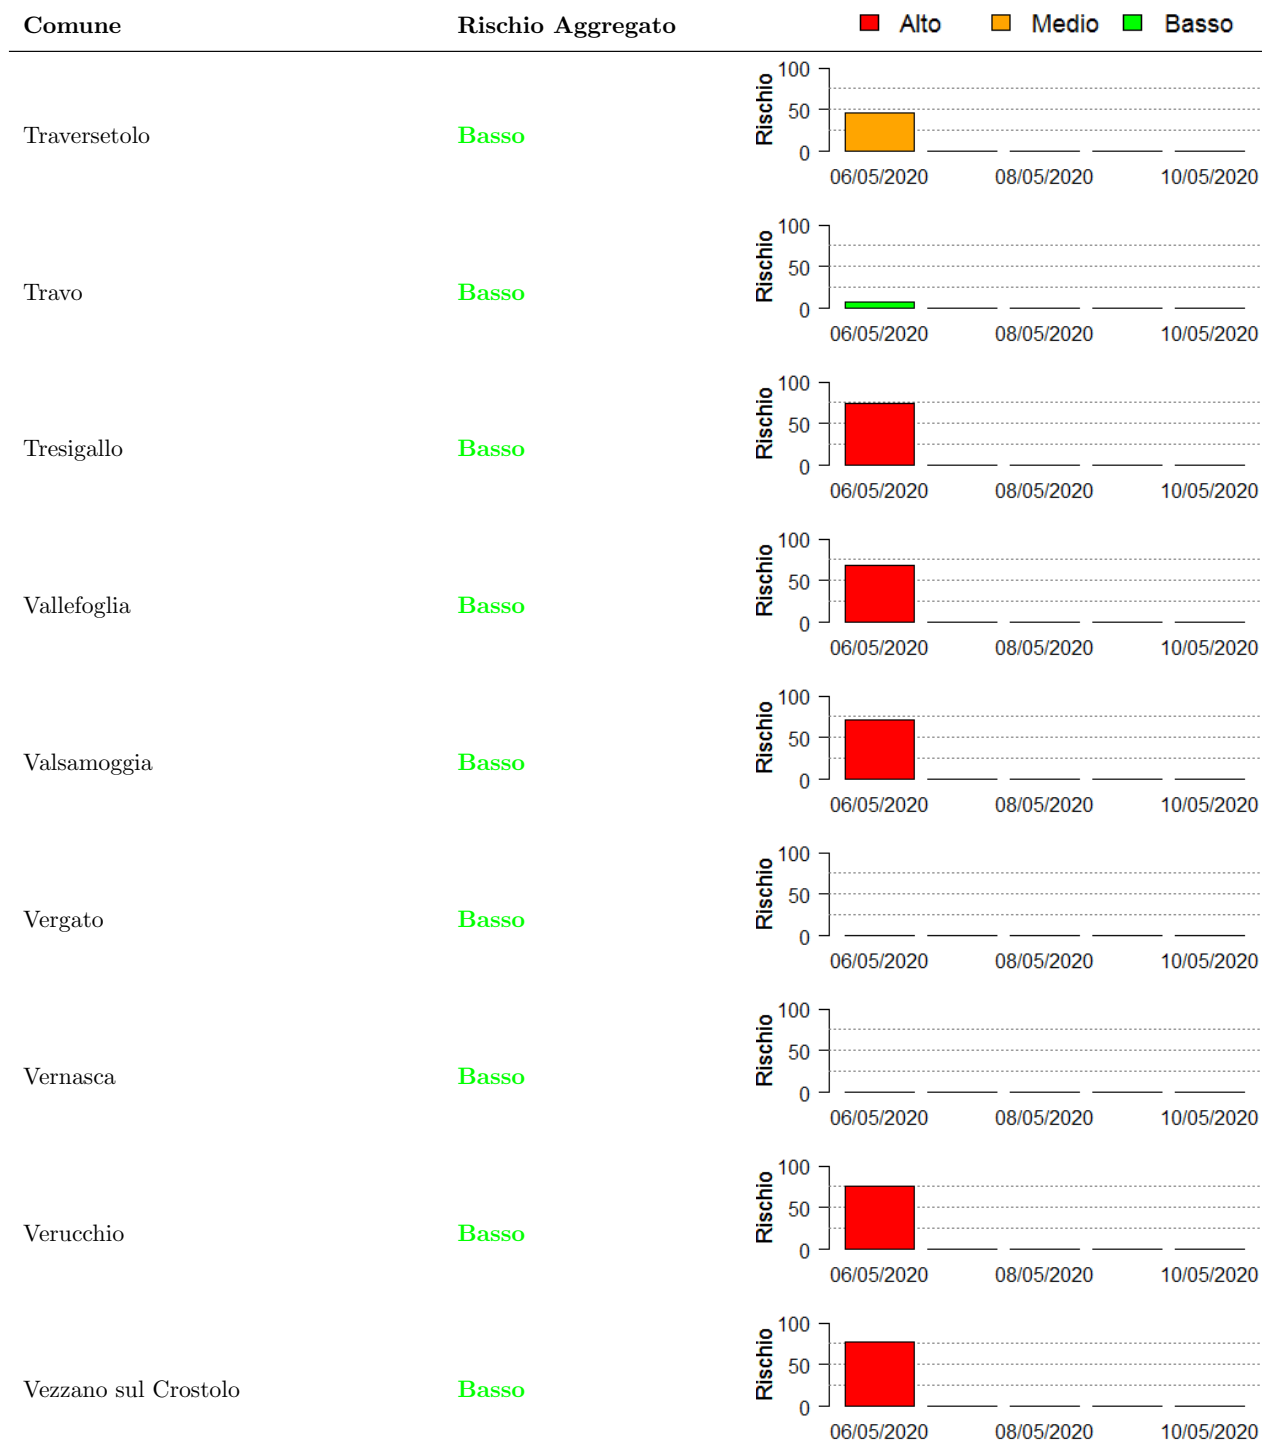 Comune Rischio Aggregato Alto Medio Basso
Traversetolo Basso
Rischio
100
50
0
06/05/2020 08/05/2020 10/05/2020
Travo Basso
Rischio
100
50
0
06/05/2020 08/05/2020 10/05/2020
Tresigallo Basso
Rischio
100
50
0
06/05/2020 08/05/2020 10/05/2020
Vallefoglia Basso
Rischio
100
50
0
06/05/2020 08/05/2020 10/05/2020
Valsamoggia Basso
Rischio
100
50
0
06/05/2020 08/05/2020 10/05/2020
Vergato Basso
Rischio
100
50
0
06/05/2020 08/05/2020 10/05/2020
Vernasca Basso
Rischio
100
50
0
06/05/2020 08/05/2020 10/05/2020
Verucchio Basso
Rischio
100
50
0
06/05/2020 08/05/2020 10/05/2020
Vezzano sul Crostolo Basso
Rischio
100
50
0
06/05/2020 08/05/2020 10/05/2020